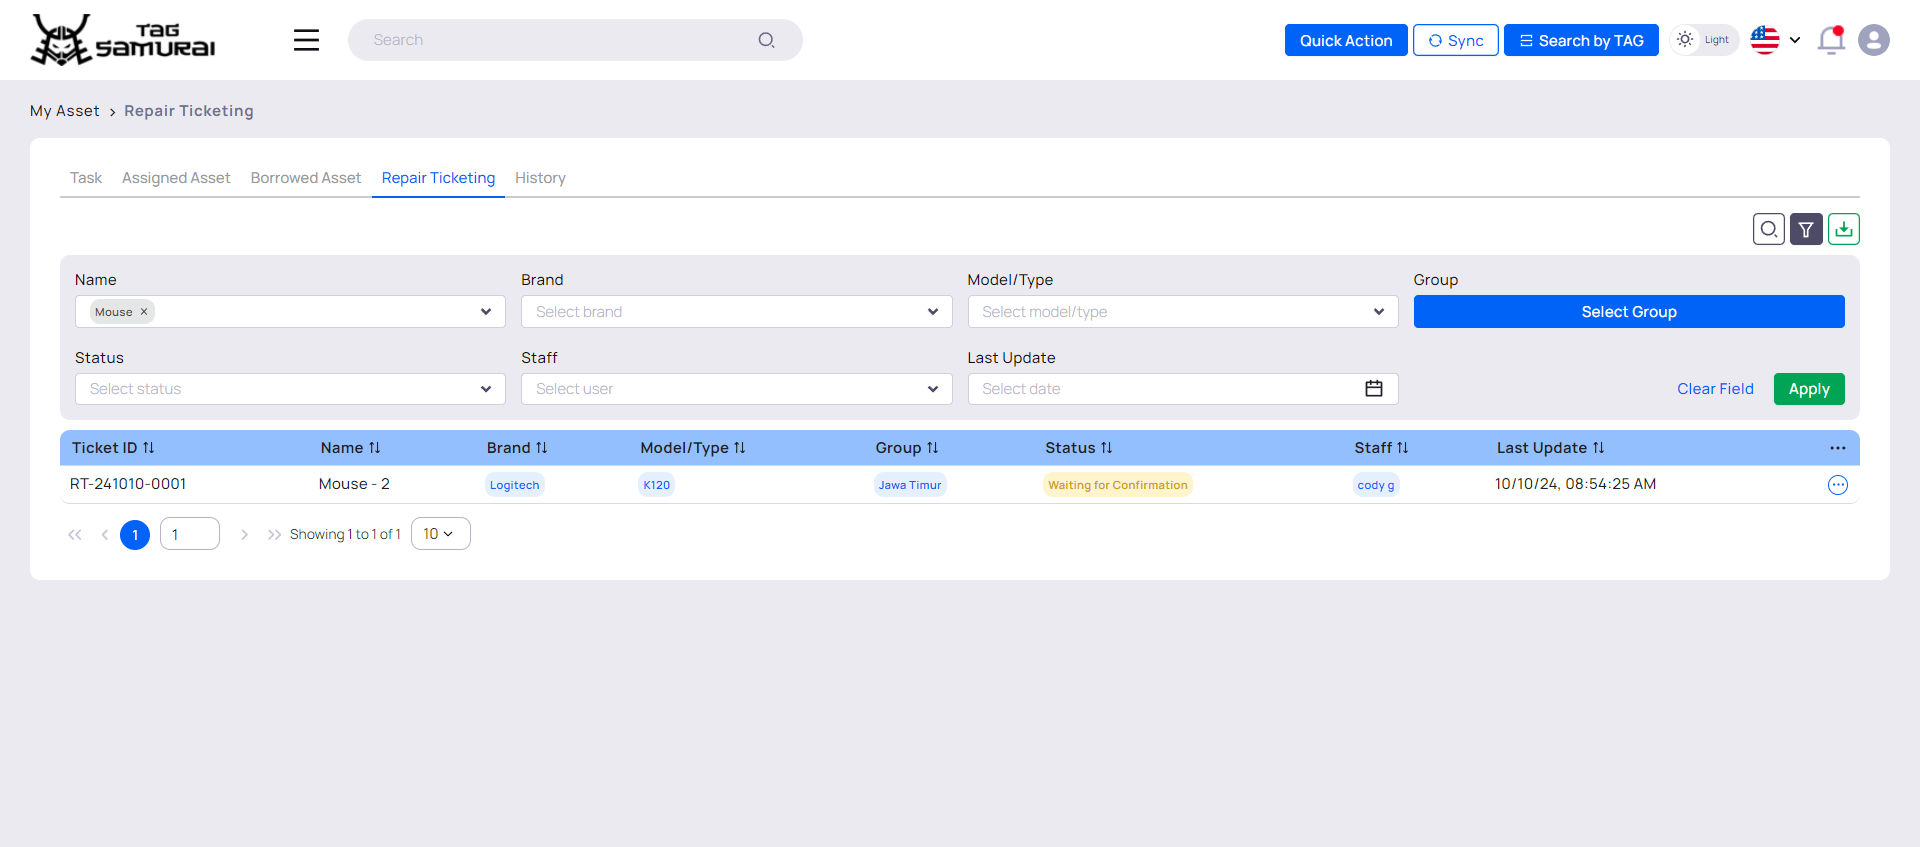 TAG SAMURAI
Search
Quick Action
Sync
Search by TAG
Light
My Asset > Repair Ticketing
Task Assigned Asset Borrowed Asset Repair Ticketing History
Name Brand Model/Type Group
Mouse × Select brand Select model/type Select Group
Status Staff Last Update
Select status Select user Select date Clear Field Apply
Ticket ID Name Brand Model/Type Group Status Staff Last Update ...
RT-241010-0001 Mouse - 2 Logitech K120 Jawa Timur Waiting for Confirmation cody g 10/10/24, 08:54:25 AM
1 1 Showing 1 to 1 of 1 10